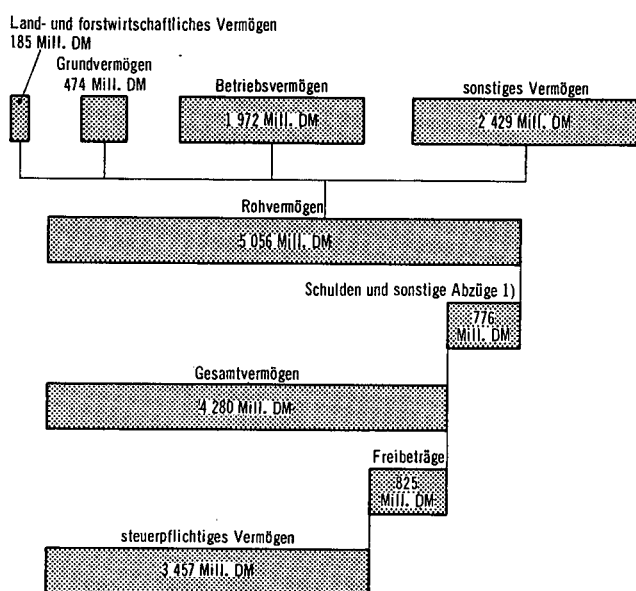 Land- und forstwirtschaftliches Vermögen
185 Mill. DM
Grundvermögen
474 Mill. DM
Betriebsvermögen
1 972 Mill. DM
sonstiges Vermögen
2 429 Mill. DM
Rohvermögen
5 056 Mill. DM
Schulden und sonstige Abzüge 1)
776
Mill. DM
Gesamtvermögen
4 280 Mill. DM
Freibeträge
825
Mill. DM
steuerpflichtiges Vermögen
3 457 Mill. DM